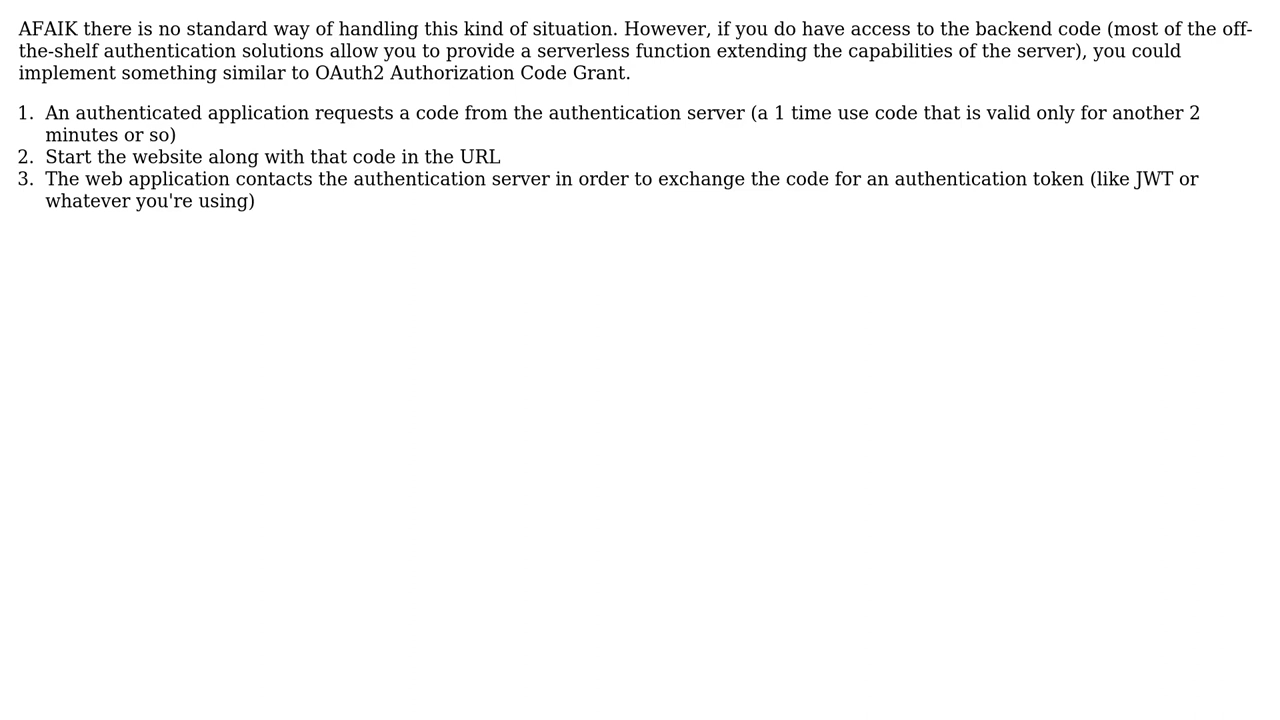 AFAIK there is no standard way of handling this kind of situation. However, if you do have access to the backend code (most of the off-
the-shelf authentication solutions allow you to provide a serverless function extending the capabilities of the server), you could
implement something similar to OAuth2 Authorization Code Grant.
1. An authenticated application requests a code from the authentication server (a 1 time use code that is valid only for another 2
minutes or so)
2. Start the website along with that code in the URL
3. The web application contacts the authentication server in order to exchange the code for an authentication token (like JWT or
whatever you're using)